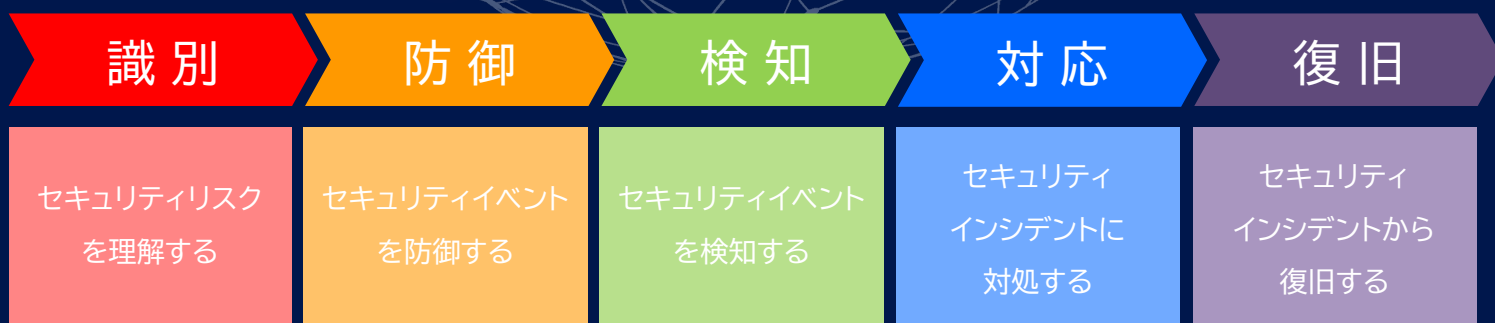 識別
防御
検知
対応
復旧
セキュリティリスク
を理解する
セキュリティイベント
を防御する
セキュリティイベント
を検知する
セキュリティ
インシデントに
対処する
セキュリティ
インシデントから
復旧する